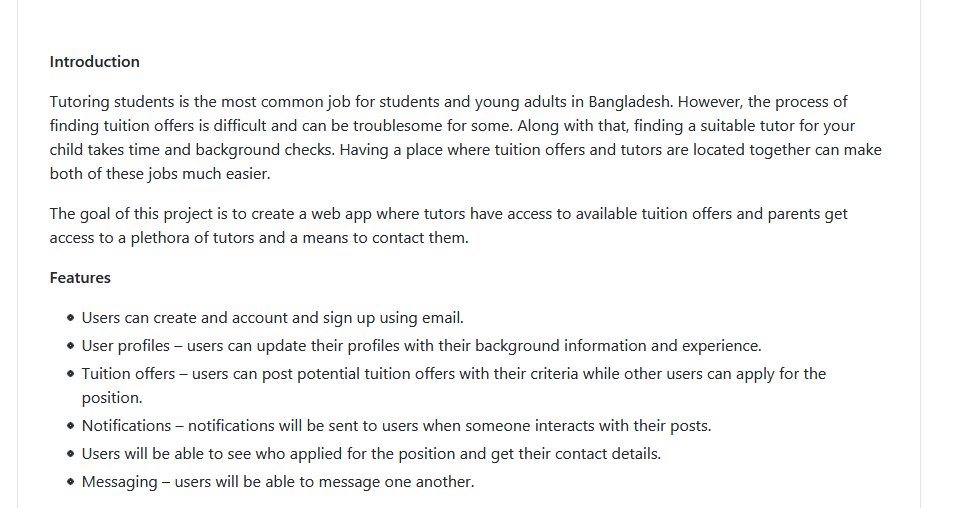 Introduction
Tutoring students is the most common job for students and young adults in Bangladesh. However, the process of
finding tuition offers is difficult and can be troublesome for some. Along with that, finding a suitable tutor for your
child takes time and background checks. Having a place where tuition offers and tutors are located together can make
both of these jobs much easier.
The goal of this project is to create a web app where tutors have access to available tuition offers and parents get
access to a plethora of tutors and a means to contact them.
Features
• Users can create and account and sign up using email.
• User profiles – users can update their profiles with their background information and experience.
• Tuition offers – users can post potential tuition offers with their criteria while other users can apply for the
position.
• Notifications – notifications will be sent to users when someone interacts with their posts.
• Users will be able to see who applied for the position and get their contact details.
• Messaging – users will be able to message one another.